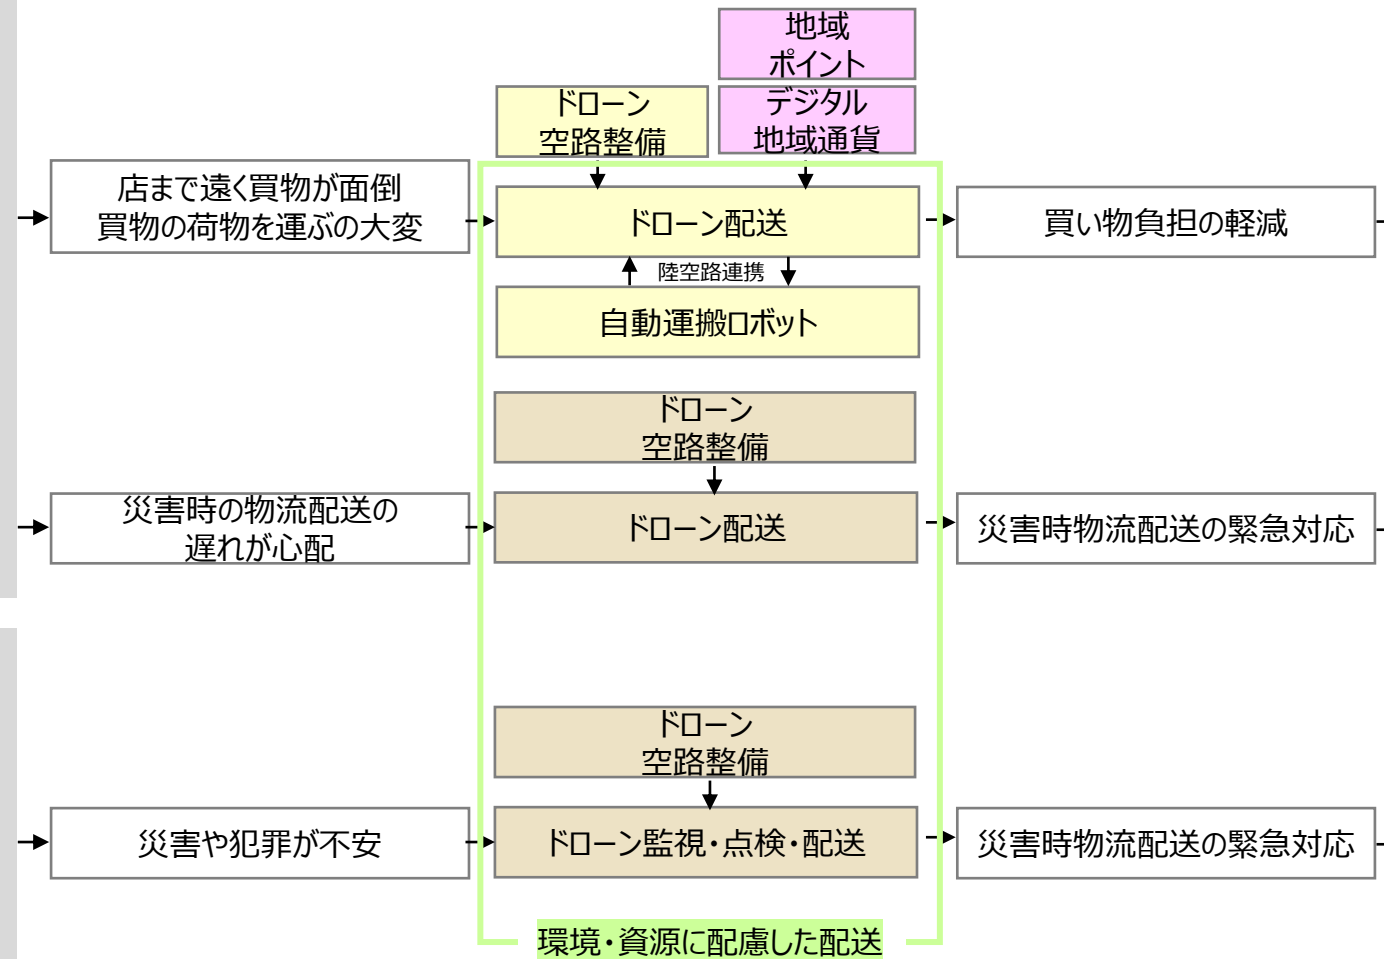 地域
ポイント
ドローン
空路整備
デジタル
地域通貨
店まで遠く買物が面倒
買物の荷物を運ぶの大変
ドローン配送
買い物負担の軽減
陸空路連携
自動運搬ロボット
ドローン
空路整備
災害時の物流配送の
遅れが心配
ドローン配送
災害時物流配送の緊急対応
ドローン
空路整備
災害や犯罪が不安
ドローン監視・点検・配送
災害時物流配送の緊急対応
環境・資源に配慮した配送